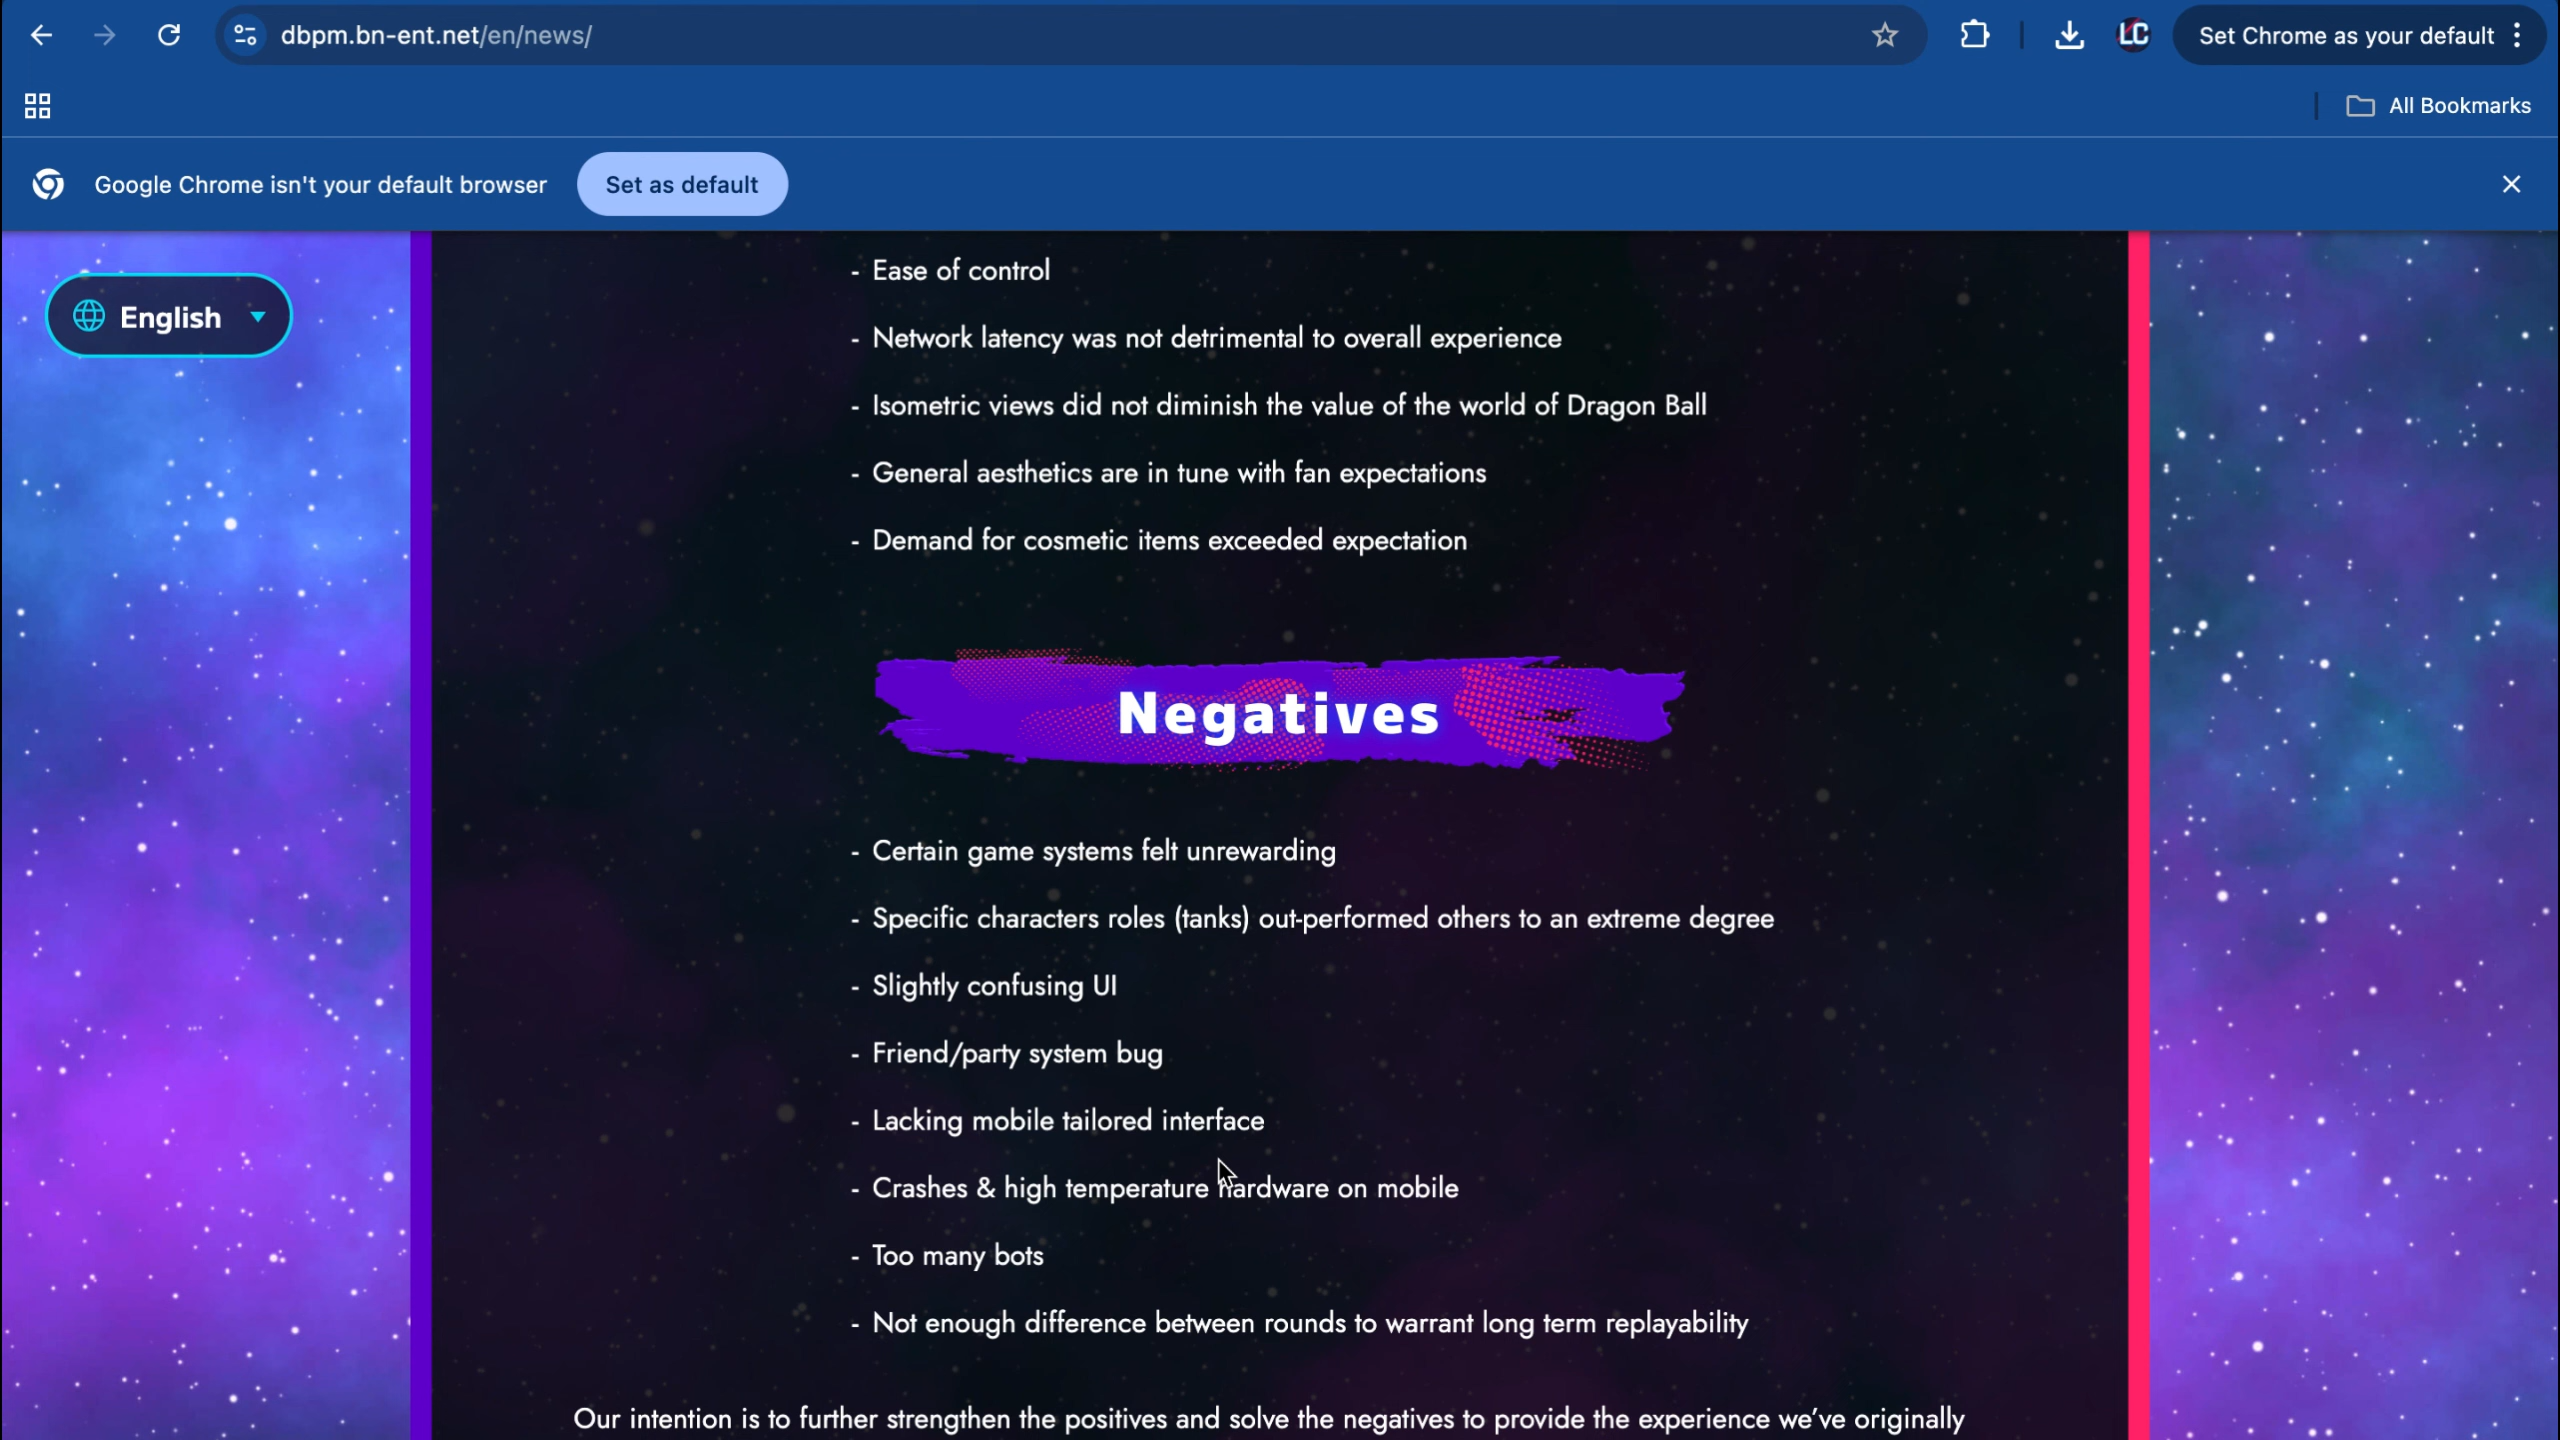 dbpm.bn-ent.net/en/news/
LC
Set Chrome as your default
All Bookmarks
Google Chrome isn't your default browser
Set as default
English
- Ease of control
- Network latency was not detrimental to overall experience
- Isometric views did not diminish the value of the world of Dragon Ball
- General aesthetics are in tune with fan expectations
- Demand for cosmetic items exceeded expectation
Negatives
- Certain game systems felt unrewarding
- Specific characters roles (tanks) out-performed others to an extreme degree
- Slightly confusing UI
- Friend/party system bug
- Lacking mobile tailored interface
- Crashes & high temperature hardware on mobile
- Too many bots
- Not enough difference between rounds to warrant long term replayability
Our intention is to further strengthen the positives and solve the negatives to provide the experience we've originally